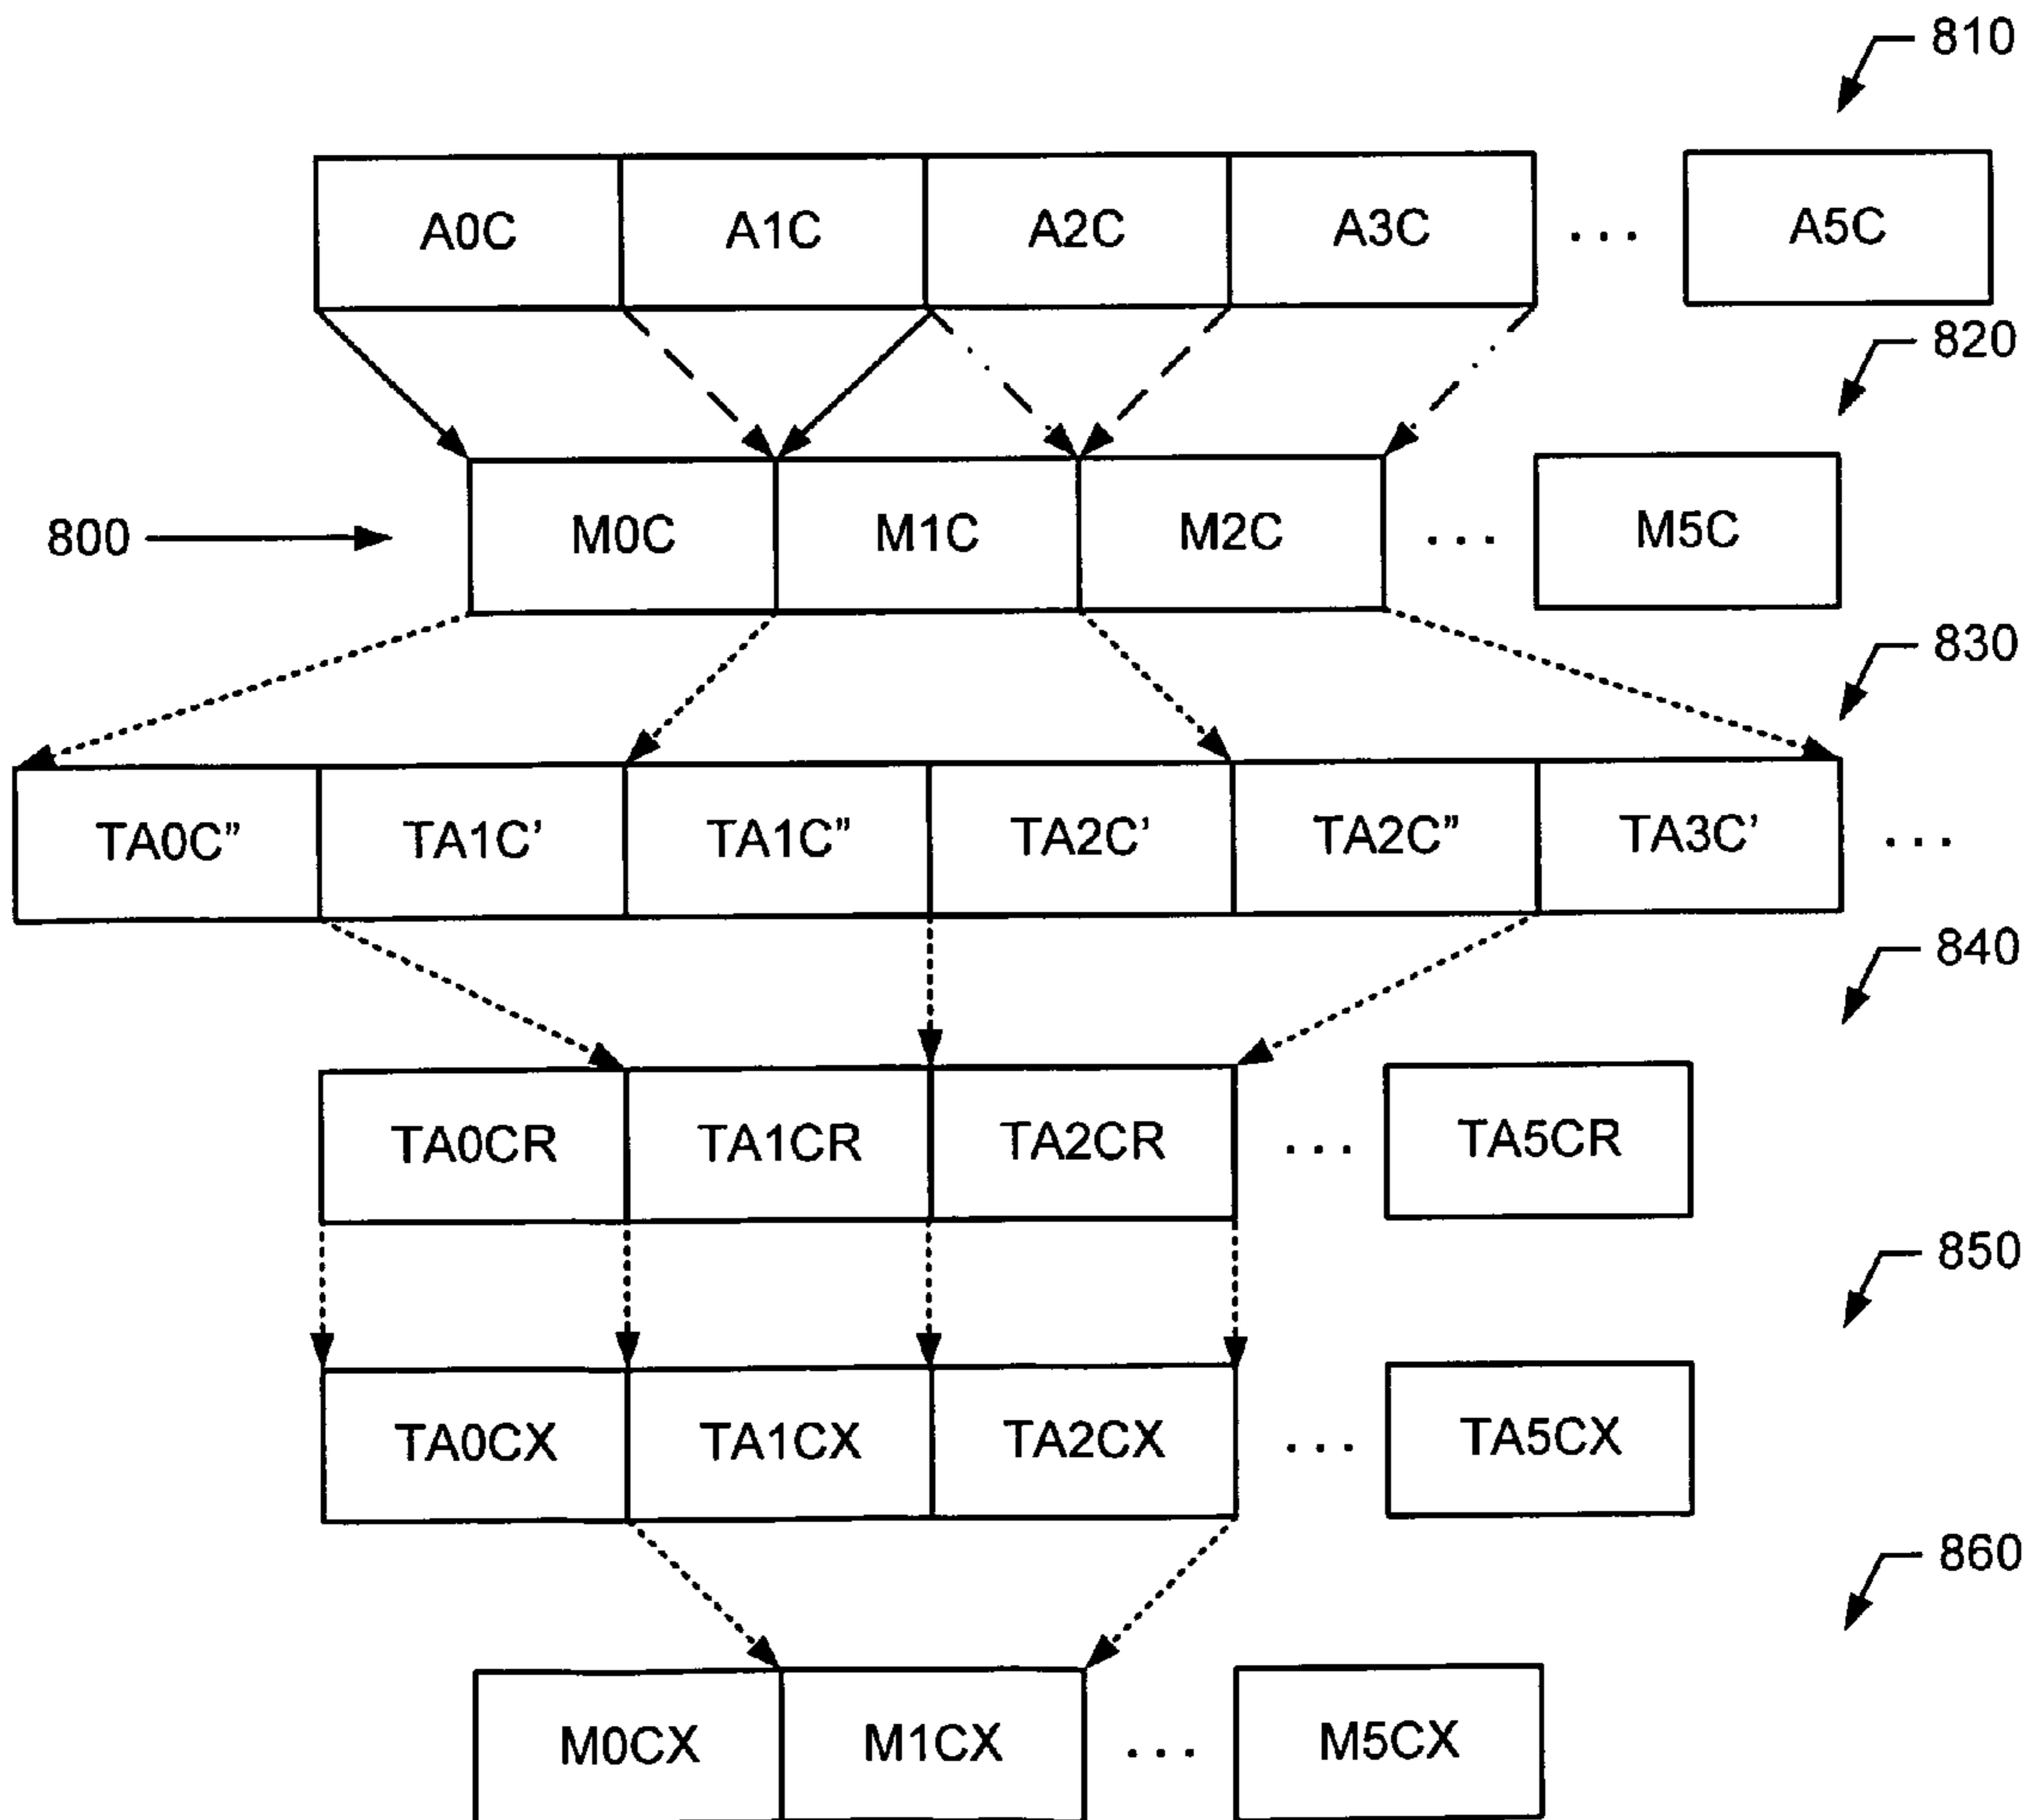 810
A0C A1C A2C A3C ... A5C
820
800 M0C M1C M2C ... M5C
830
TA0C” TA1C’ TA1C” TA2C’ TA2C” TA3C’ ...
840
TA0CR TA1CR TA2CR ... TA5CR
850
TA0CX TA1CX TA2CX ... TA5CX
860
M0CX M1CX ... M5CX